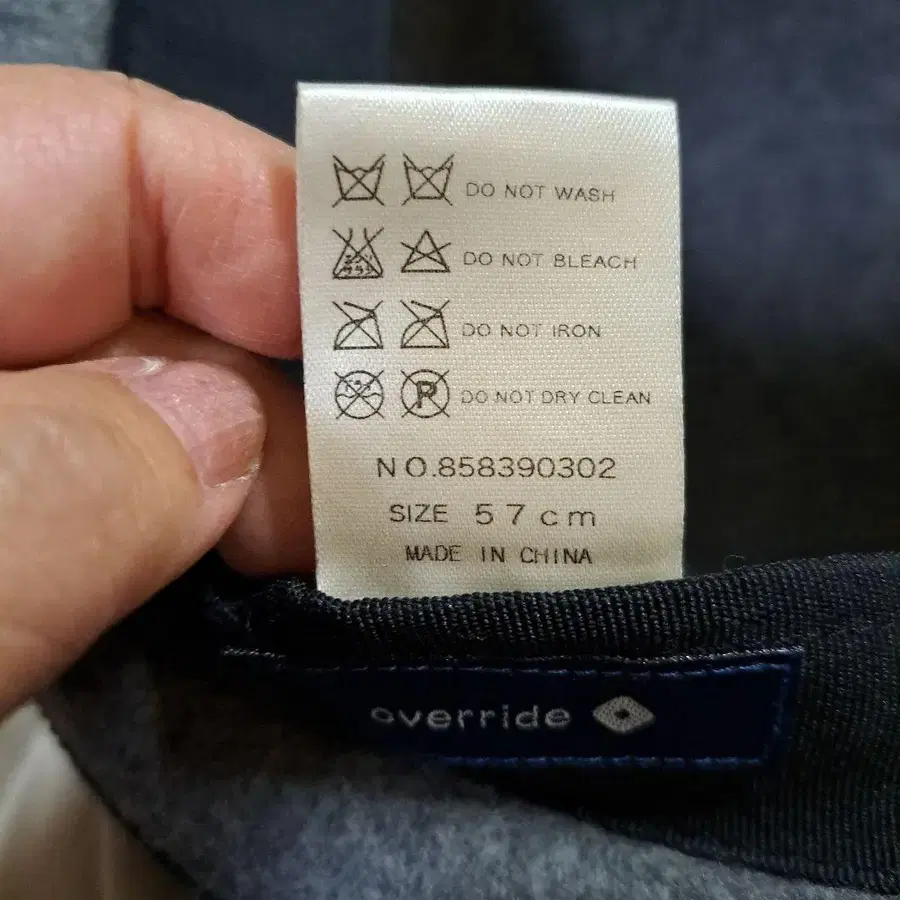 DO NOT WASH
DO NOT BLEACH
DO NOT IRON
P DO NOT DRY CLEAN
NO.858390302
SIZE 57cm
MADE IN CHINA
override